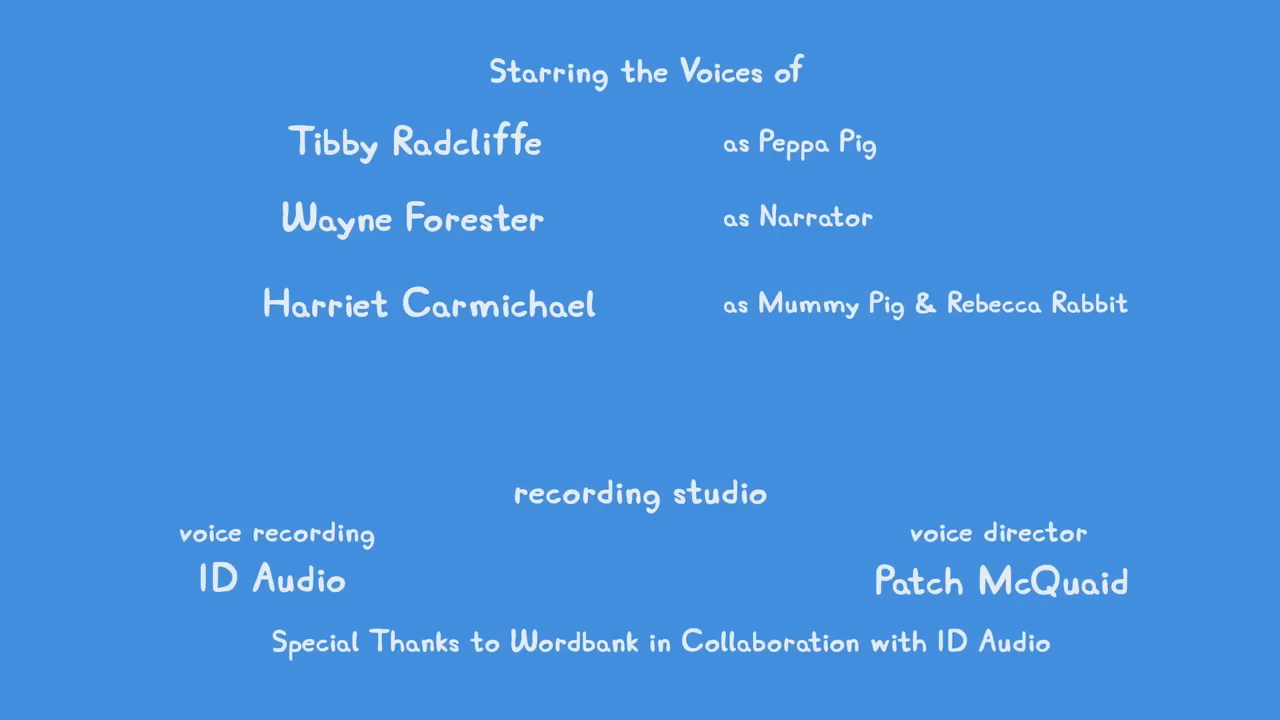 Starring the Voices of
Tibby Radcliffe as Peppa Pig
Wayne Forester as Narrator
Harriet Carmichael as Mummy Pig & Rebecca Rabbit
recording studio
voice recording voice director
ID Audio Patch McQuaid
Special Thanks to Wordbank in Collaboration with ID Audio